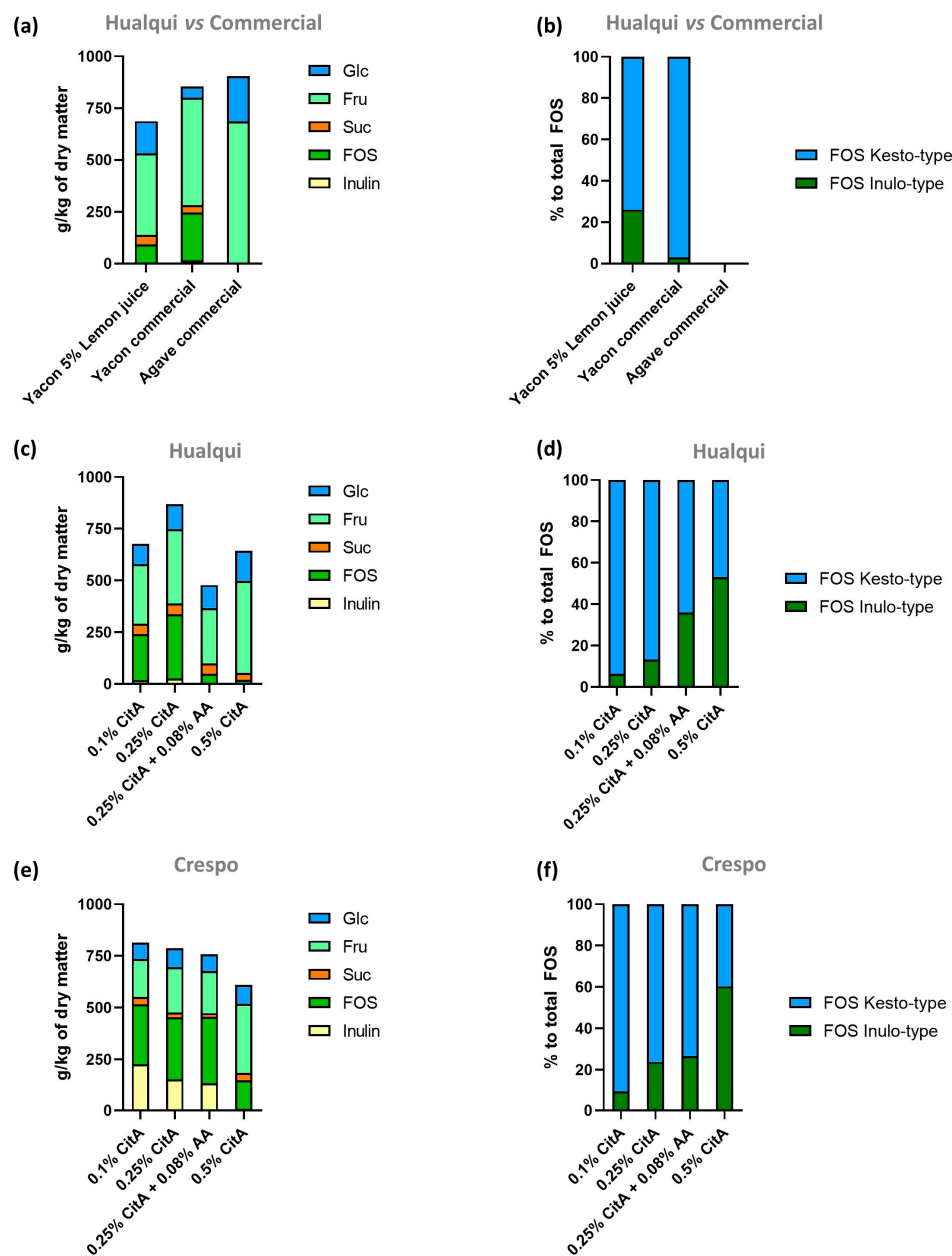 (a)
Hualqui vs Commercial
g/kg of dry matter
1000
750
500
250
0
Yacon 5% Lemon juice
Yacon commercial
Agave commercial
Glc
Fru
Suc
FOS
Inulin
(b)
Hualqui vs Commercial
% to total FOS
100
80
60
40
20
0
Yacon 5% Lemon juice
Yacon commercial
Agave commercial
FOS Kesto-type
FOS Inulo-type
(c)
Hualqui
g/kg of dry matter
1000
750
500
250
0
0.1% CitA
0.25% CitA
0.25% CitA + 0.08% AA
0.5% CitA
Glc
Fru
Suc
FOS
Inulin
(d)
Hualqui
% to total FOS
100
80
60
40
20
0
0.1% CitA
0.25% CitA
0.25% CitA + 0.08% AA
0.5% CitA
FOS Kesto-type
FOS Inulo-type
(e)
Crespo
g/kg of dry matter
1000
750
500
250
0
0.1% CitA
0.25% CitA
0.25% CitA + 0.08% AA
0.5% CitA
Glc
Fru
Suc
FOS
Inulin
(f)
Crespo
% to total FOS
100
80
60
40
20
0
0.1% CitA
0.25% CitA
0.25% CitA + 0.08% AA
0.5% CitA
FOS Kesto-type
FOS Inulo-type